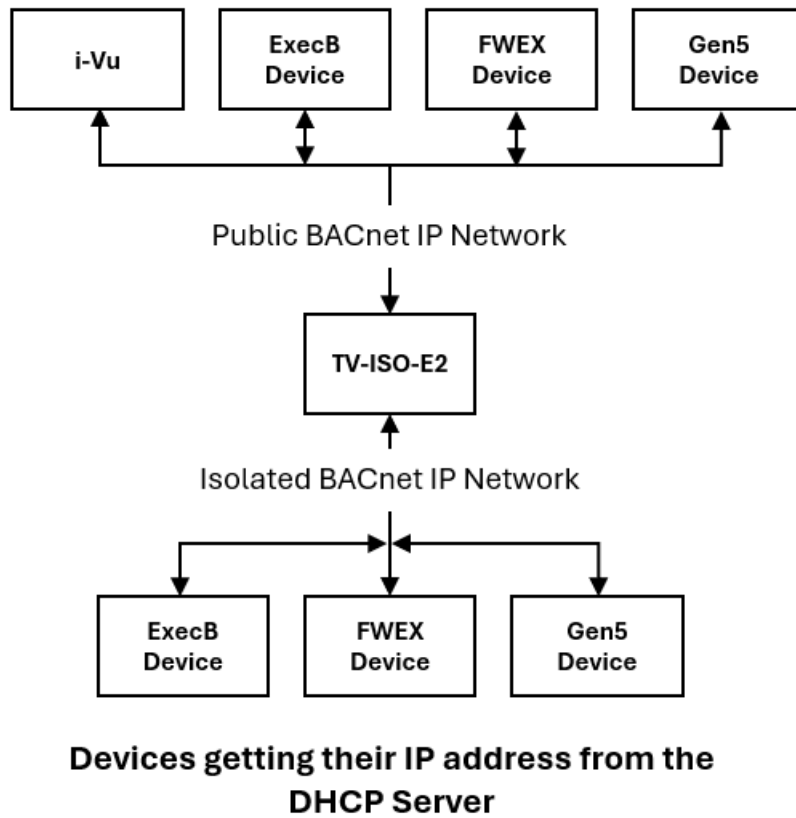 i-Vu
ExecB
Device
FWEX
Device
Gen5
Device
Public BACnet IP Network
TV-ISO-E2
Isolated BACnet IP Network
ExecB
Device
FWEX
Device
Gen5
Device
Devices getting their IP address from the
DHCP Server